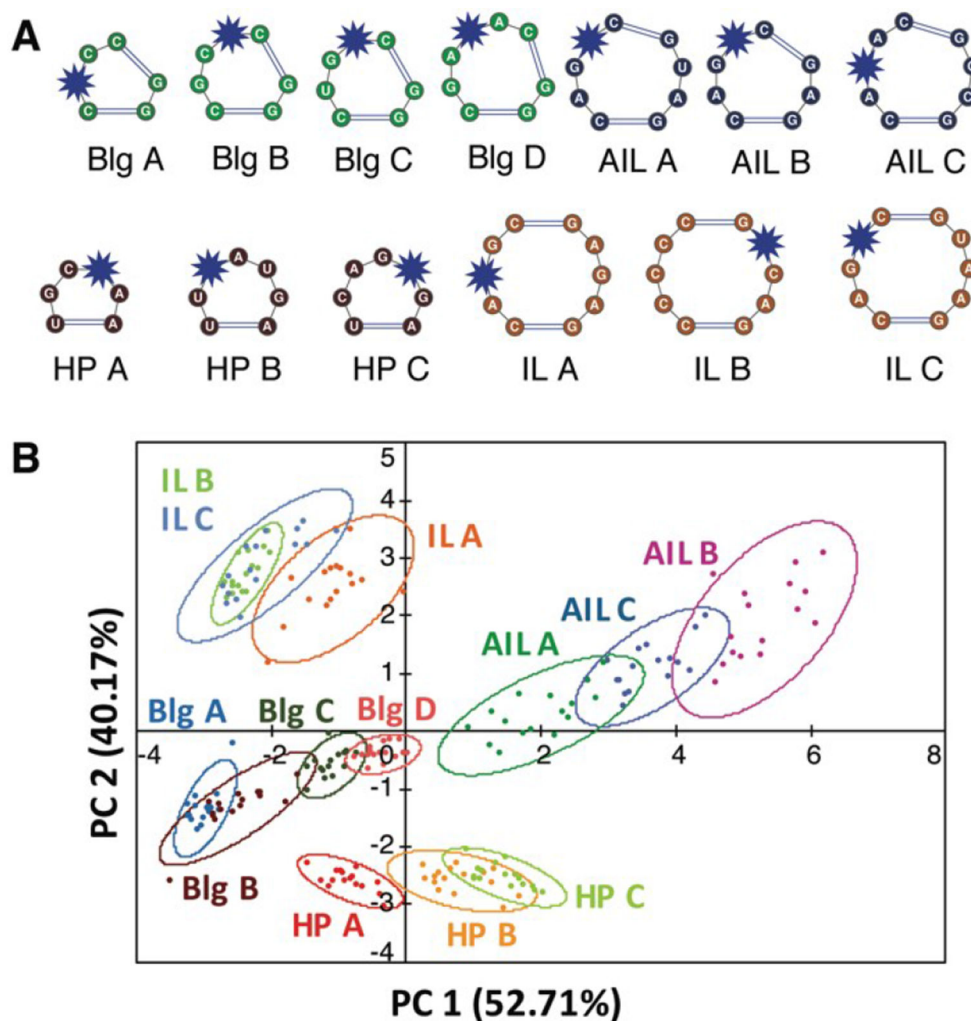 A
C C G G C
C C G G C G
G C G G C U
A A C G G C G
G C G U A G C A
G C G A G C A
A C G G C G A
Blg A Blg B Blg C Blg D AIL A AIL B AIL C
G C A A U
U A U G A U
C A G G A U
G C G A G A G C A
C C C G C A G C C
G C G U A A G C A
HP A HP B HP C IL A IL B IL C
B
5
IL B
IL C
4
IL A
3
AIL B
2
AIL C
AIL A
1
Blg A Blg C Blg D
-4 -2 0 2 4 6 8
-1
-2
Blg B
HP A
-3
HP B
HP C
-4
PC 2 (40.17%)
PC 1 (52.71%)